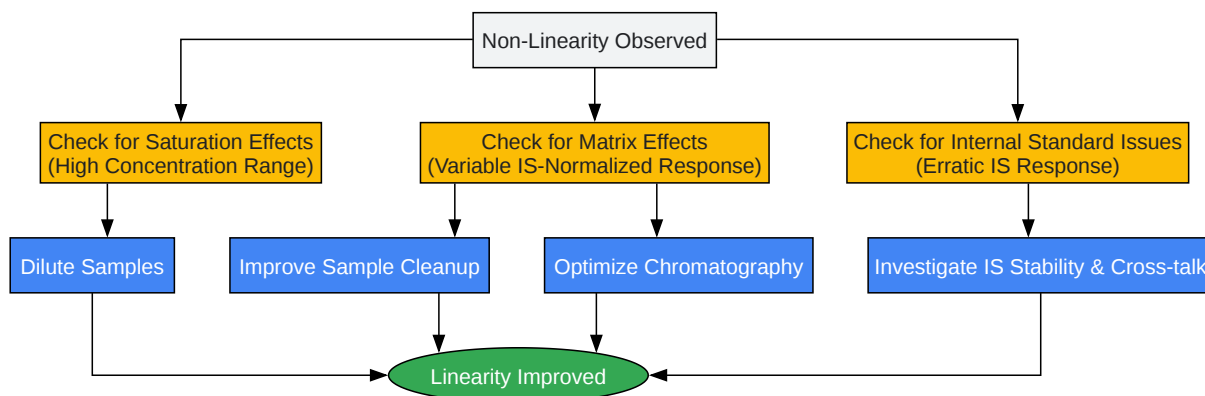 Non-Linearity Observed
Check for Saturation Effects
(High Concentration Range)
Check for Matrix Effects
(Variable IS-Normalized Response)
Check for Internal Standard Issues
(Erratic IS Response)
Dilute Samples
Improve Sample Cleanup
Optimize Chromatography
Investigate IS Stability & Cross-talk
Linearity Improved